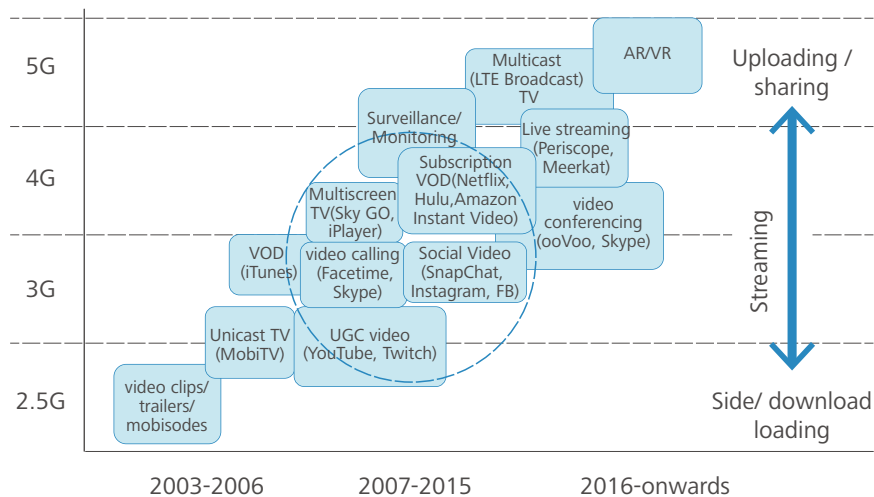 5G
4G
3G
2.5G
AR/VR
Multicast
(LTE Broadcast)
TV
Surveillance/
Monitoring
Live streaming
(Periscope,
Meerkat)
Subscription
VOD(Netflix,
Hulu,Amazon
Instant Video)
Multiscreen
TV(Sky GO,
iPlayer)
video
conferencing
(ooVoo, Skype)
VOD
(iTunes)
video calling
(Facetime,
Skype)
Social Video
(SnapChat,
Instagram, FB)
Unicast TV
(MobiTV)
UGC video
(YouTube, Twitch)
video clips/
trailers/
mobisodes
Uploading /
sharing
Streaming
Side/ download
loading
2003-2006
2007-2015
2016-onwards